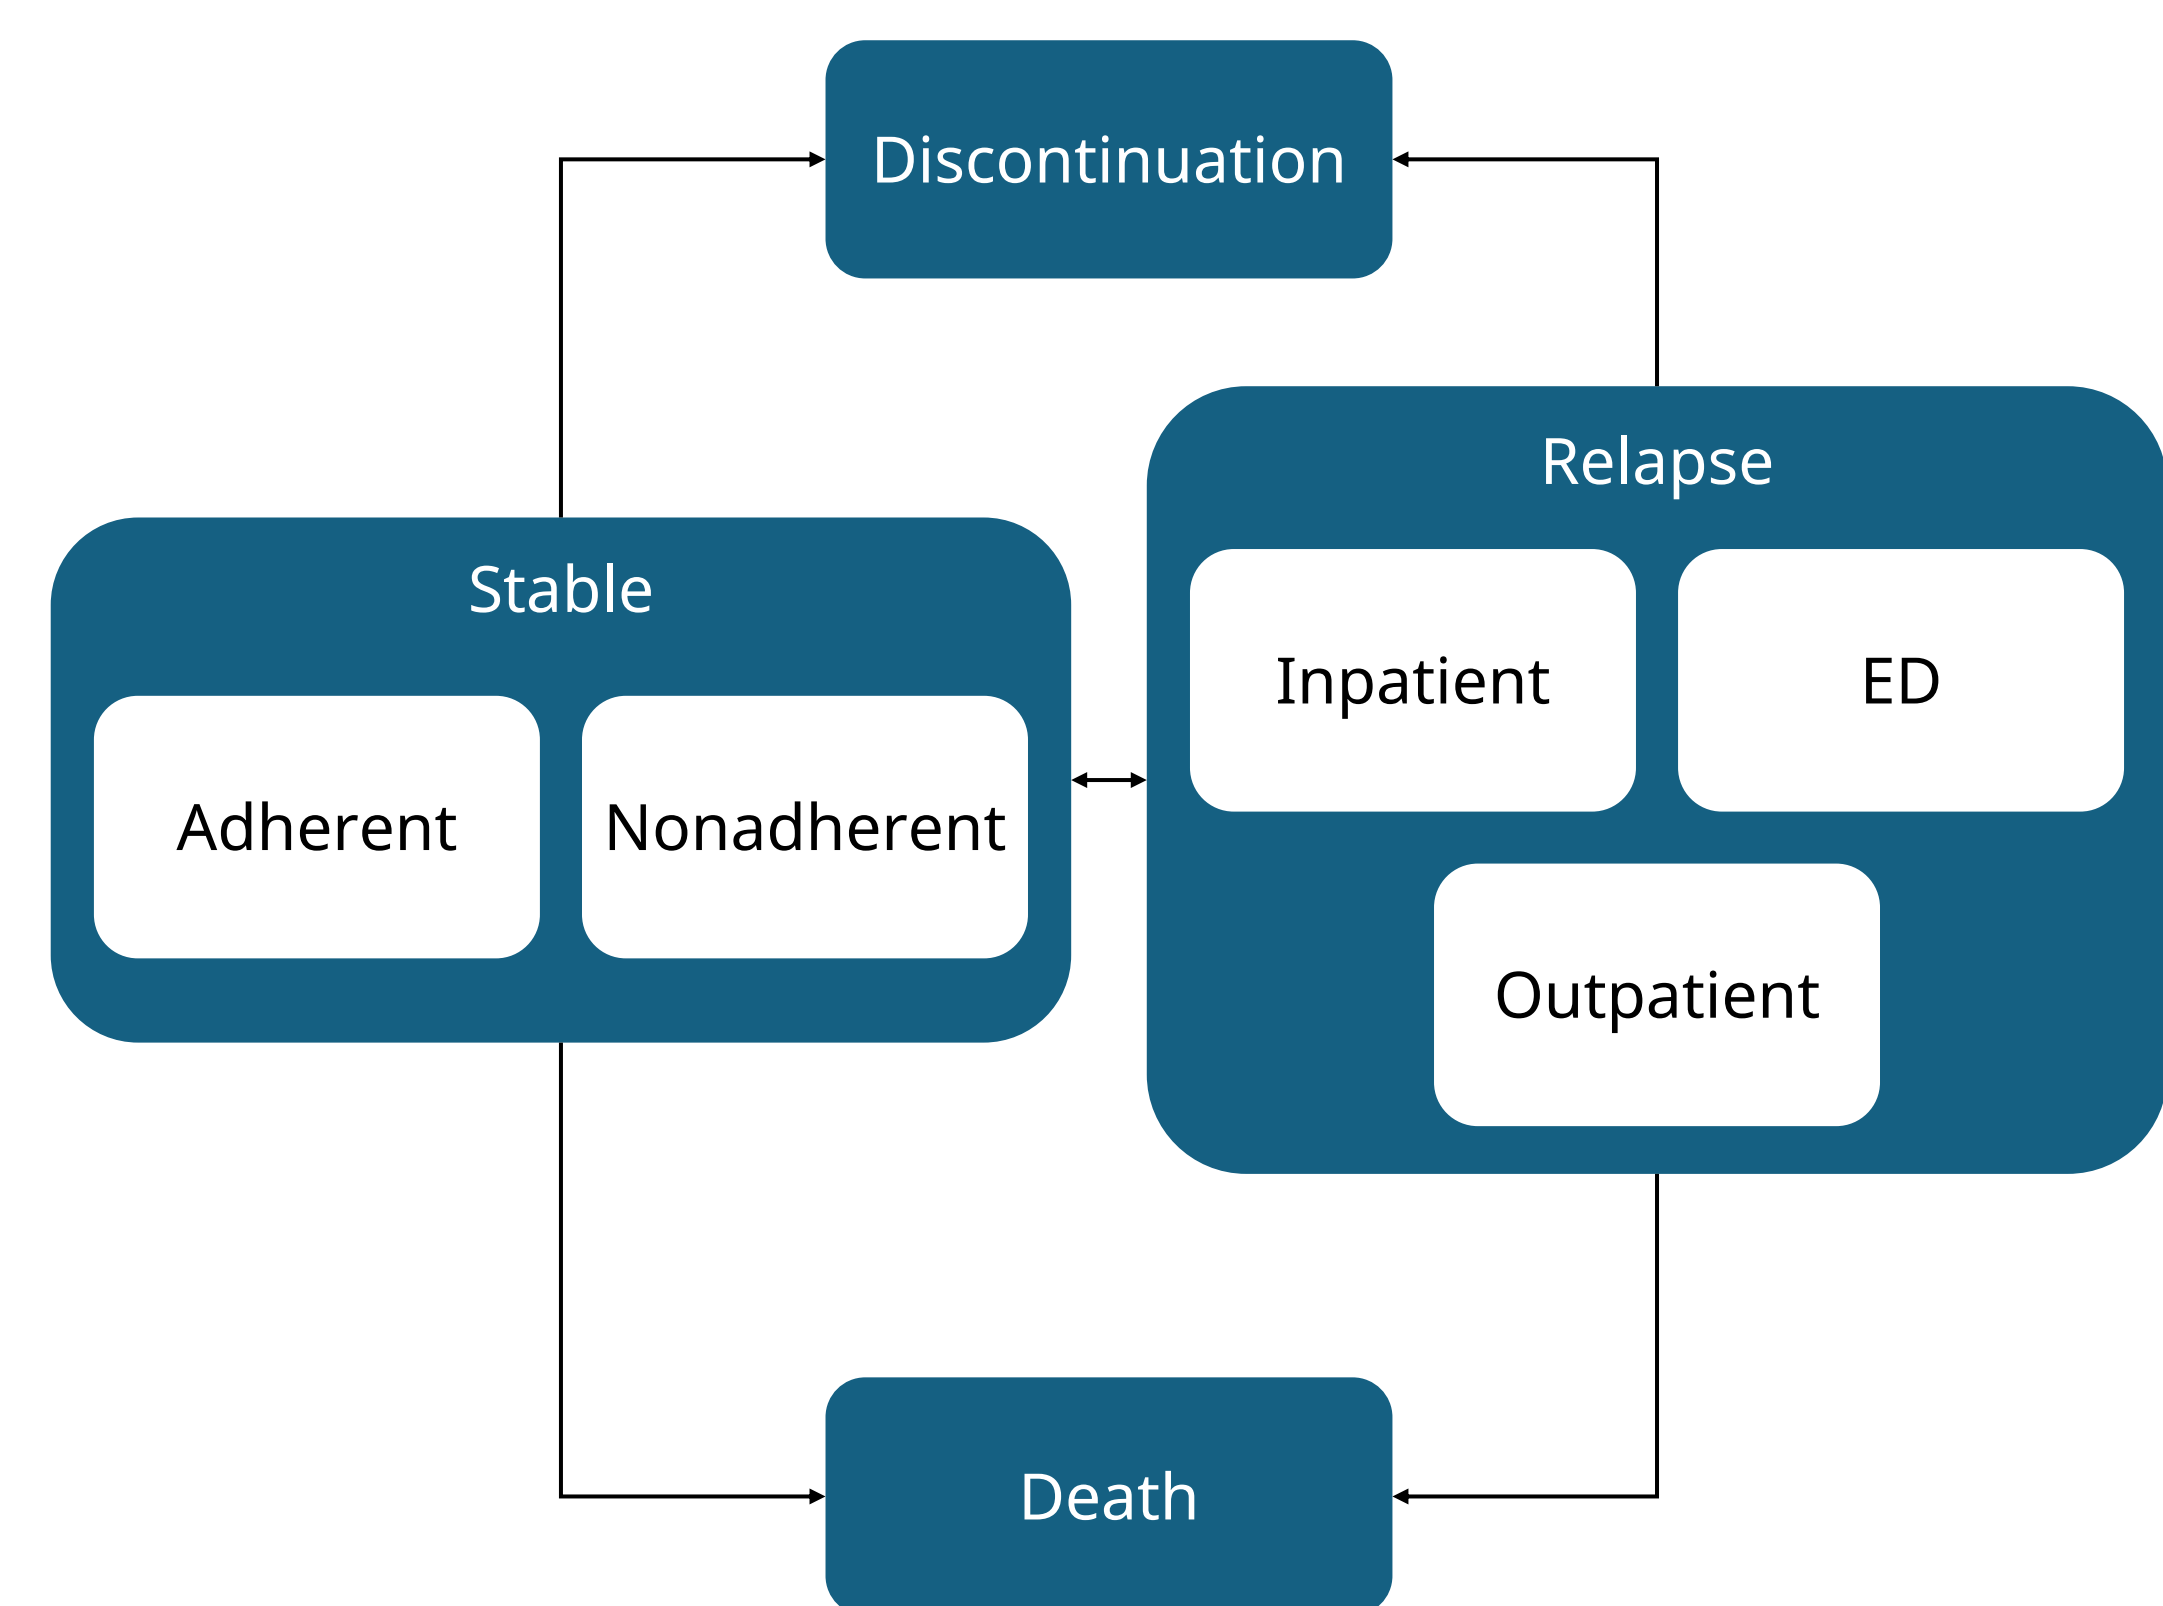 Discontinuation
Relapse
Stable
Inpatient
ED
Adherent
Nonadherent
Outpatient
Death